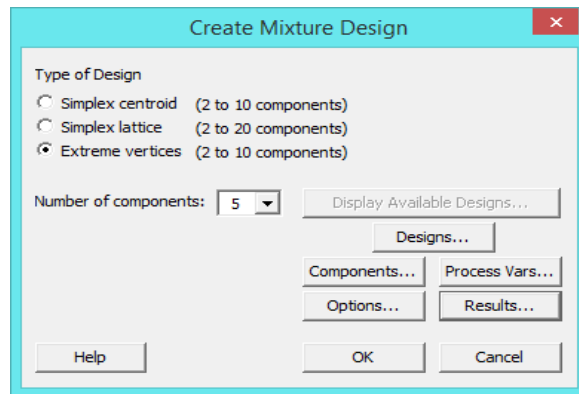 Create Mixture Design
Type of Design
Simplex centroid (2 to 10 components)
Simplex lattice (2 to 20 components)
Extreme vertices (2 to 10 components)
Number of components: 5 Display Available Designs...
Designs...
Components... Process Vars...
Options... Results...
Help OK Cancel